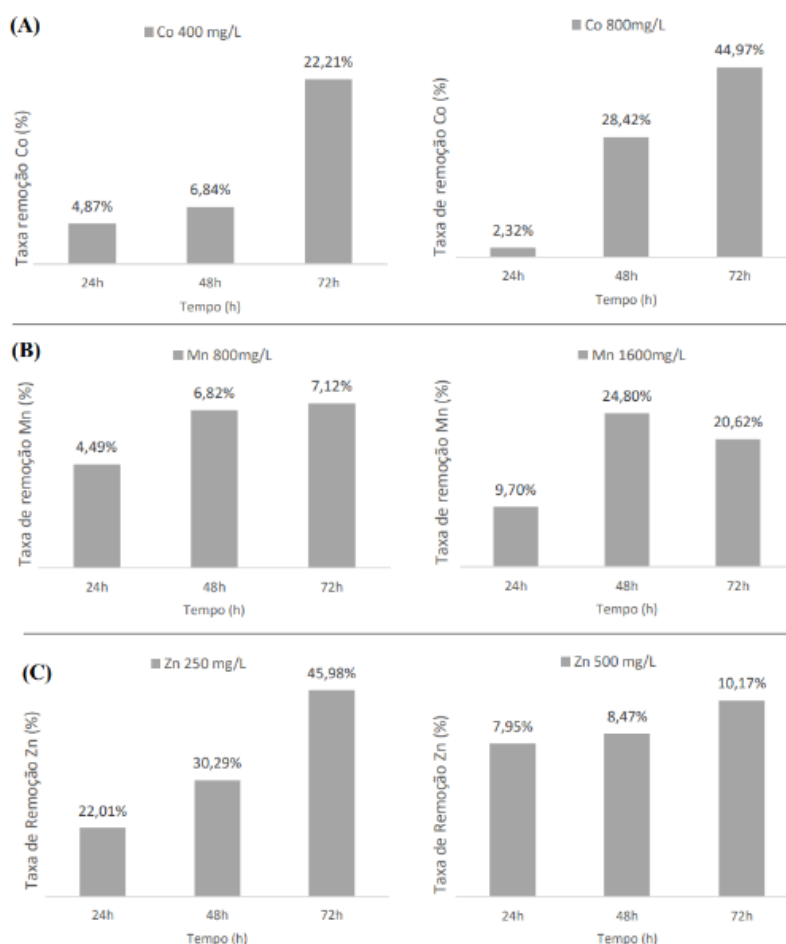 (A)
Co 400 mg/L
22,21%
6,84%
4,87%
Taxa remoção Co (%)
24h 48h 72h
Tempo (h)
Co 800mg/L
44,97%
28,42%
2,32%
Taxa de remoção Co (%)
24h 48h 72h
Tempo (h)
(B)
Mn 800mg/L
7,12%
6,82%
4,49%
Taxa de remoção Mn (%)
24h 48h 72h
Tempo (h)
Mn 1600mg/L
24,80%
20,62%
9,70%
Taxa de remoção Mn (%)
24h 48h 72h
Tempo (h)
(C)
Zn 250 mg/L
45,98%
30,29%
22,01%
Taxa de Remoção Zn (%)
24h 48h 72h
Tempo (h)
Zn 500 mg/L
10,17%
8,47%
7,95%
Taxa de Remoção Zn (%)
24h 48h 72h
Tempo (h)